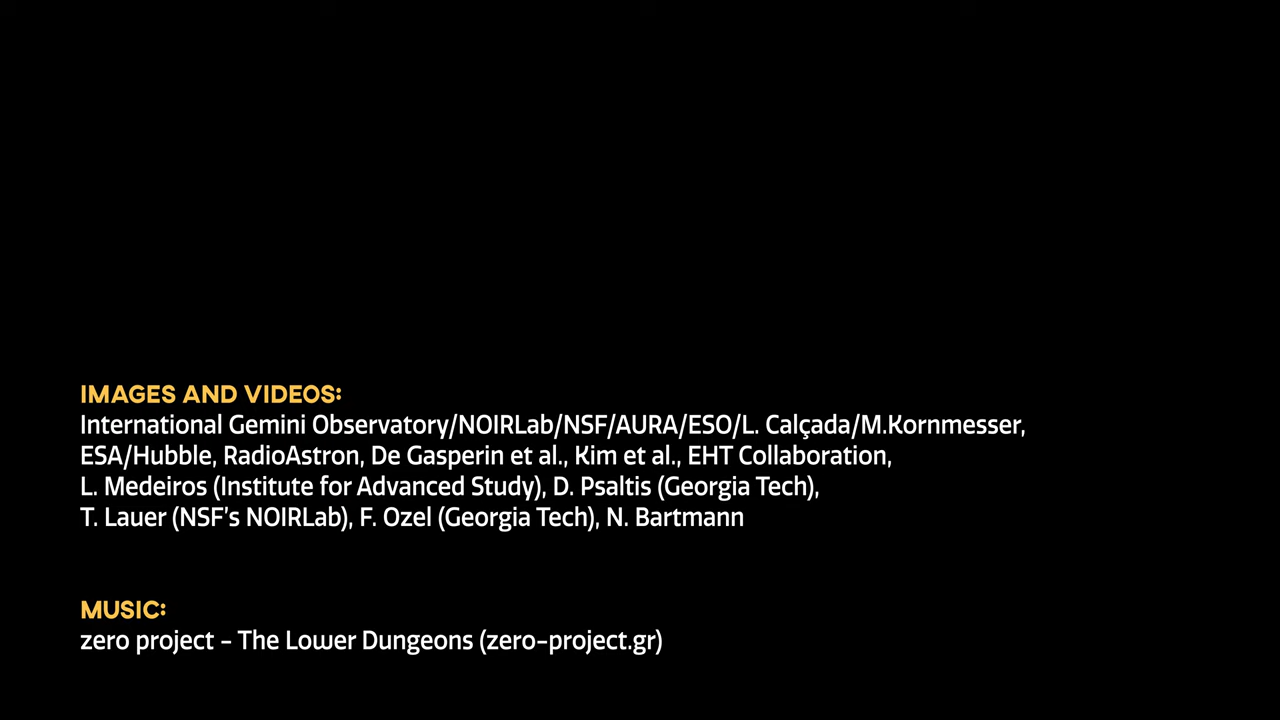 IMAGES AND VIDEOS:
International Gemini Observatory/NOIRLab/NSF/AURA/ESO/L. Calçada/M.Kornmesser,
ESA/Hubble, RadioAstron, De Gasperin et al., Kim et al., EHT Collaboration,
L. Medeiros (Institute for Advanced Study), D. Psaltis (Georgia Tech),
T. Lauer (NSF's NOIRLab), F. Ozel (Georgia Tech), N. Bartmann
MUSIC:
zero project - The Lower Dungeons (zero-project.gr)